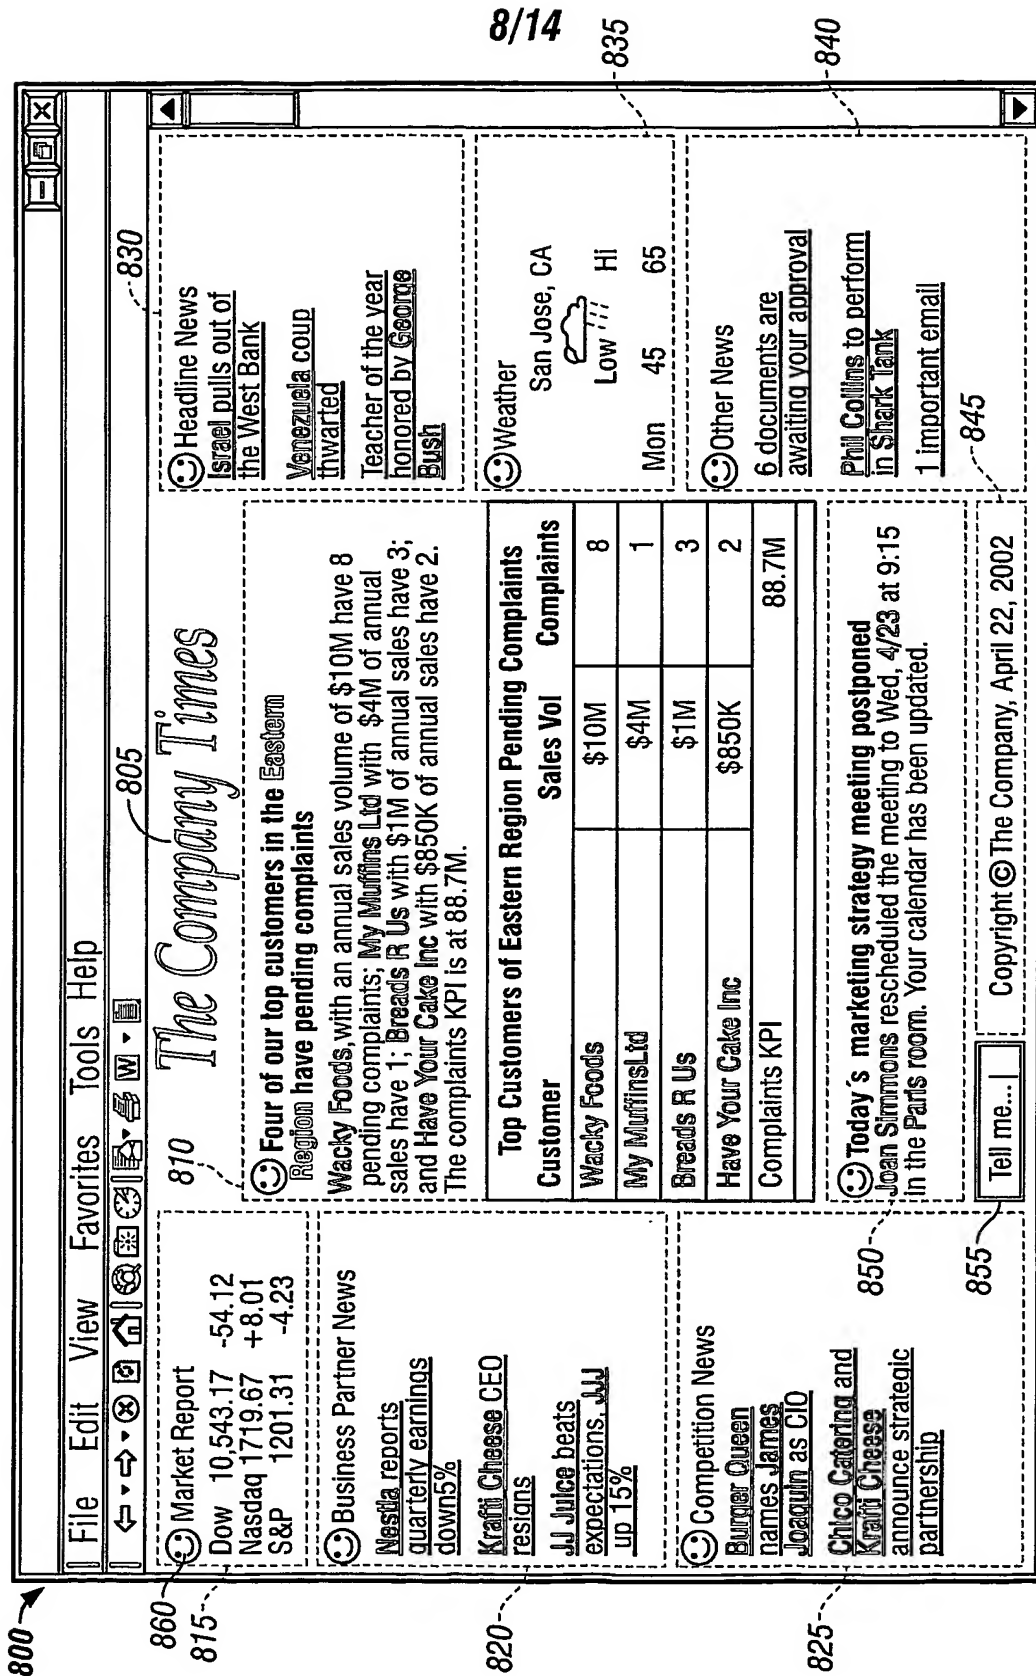 8/14
800
File Edit View Favorites Tools Help
W
805
The Company Times
860
Market Report
815
Dow 10,543.17 -54.12
Nasdaq 1719.67 +8.01
S&P 1201.31 -4.23
820
Business Partner News
Nestla reports
quarterly earnings
down5%
Krafti Cheese CEO
resigns
JJ Juice beats
expectations, JJJ
up 15%
825
Competition News
Burger Queen
names James
Joaquin as CIO
Chico Catering and
Krafti Cheese
announce strategic
partnership
810
Four of our top customers in the Eastern
Region have pending complaints
Wacky Foods, with an annual sales volume of $10M have 8
pending complaints; My Muffins Ltd with $4M of annual
sales have 1; Breads R Us with $1M of annual sales have 3;
and Have Your Cake Inc with $850K of annual sales have 2.
The complaints KPI is at 88.7M.
Top Customers of Eastern Region Pending Complaints
Customer Sales Vol Complaints
Wacky Foods $10M 8
My MuffinsLtd $4M 1
Breads R Us $1M 3
Have Your Cake Inc $850K 2
Complaints KPI 88.7M
850
Today´s marketing strategy meeting postponed
Joan Simmons rescheduled the meeting to Wed, 4/23 at 9:15
in the Paris room. Your calendar has been updated.
855
Tell me...|
Copyright © The Company, April 22, 2002
845
830
Headline News
Israel pulls out of
the West Bank
Venezuela coup
thwarted
Teacher of the year
honored by George
Bush
835
Weather
San Jose, CA
Low Hi
Mon 45 65
840
Other News
6 documents are
awaiting your approval
Phil Collins to perform
in Shark Tank
1 important email